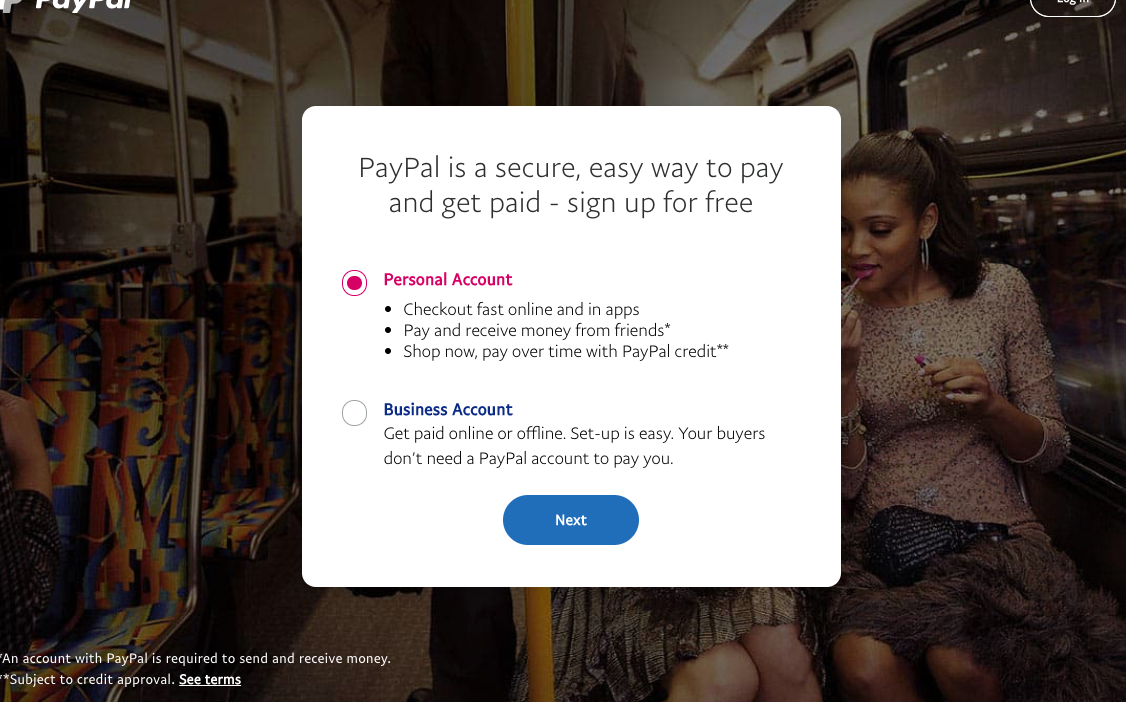 PayPal
Log In
PayPal is a secure, easy way to pay
and get paid - sign up for free
Personal Account
• Checkout fast online and in apps
• Pay and receive money from friends*
• Shop now, pay over time with PayPal credit**
Business Account
Get paid online or offline. Set-up is easy. Your buyers
don't need a PayPal account to pay you.
Next
*An account with PayPal is required to send and receive money.
**Subject to credit approval. See terms